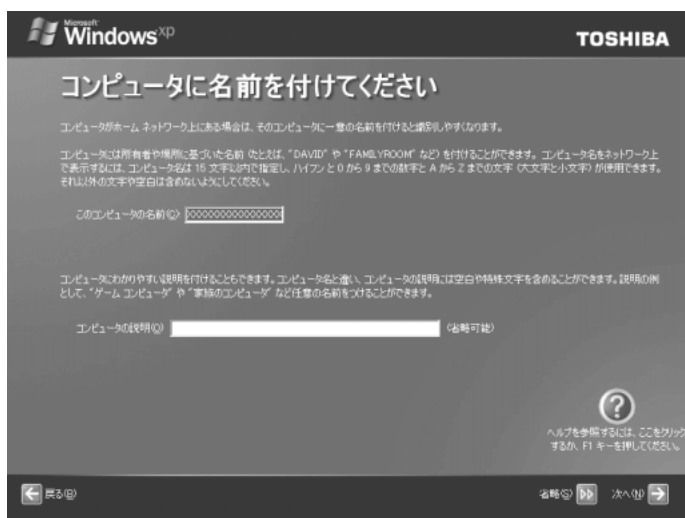 Microsoft
Windows xp
TOSHIBA
コンピュータに名前を付けてください
コンピュータがホーム ネットワーク上にある場合は、そのコンピュータに一意の名前を付けると識別しやすくなります。
コンピュータには所有者や場所に基づいた名前 (たとえば、"DAVID" や "FAMILYROOM" など) を付けることができます。コンピュータ名をネットワーク上
で表示するには、コンピュータ名は 15 文字以内で指定し、ハイフンと 0 から 9 までの数字と A から Z までの文字 (大文字と小文字) が使用できます。
それ以外の文字や空白は含めないようにしてください。
このコンピュータの名前(C) XXXXXXXXXXXXXXX
コンピュータにわかりやすい説明を付けることもできます。コンピュータ名と違い、コンピュータの説明には空白や特殊文字を含めることができます。説明の例
として、"ゲーム コンピュータ" や "家族のコンピュータ" など任意の名前をつけることができます。
コンピュータの説明(O) (省略可能)
ヘルプを参照するには、ここをクリック
するか、F1 キーを押してください。
戻る(B) 省略(S) 次へ(N)